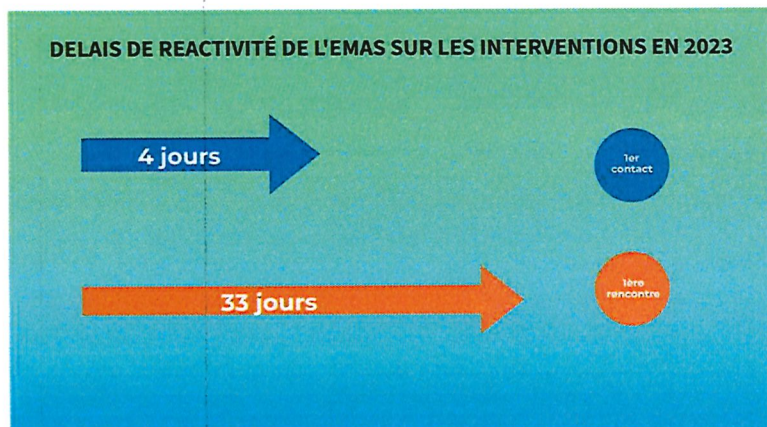 DELAIS DE REACTIVITÉ DE L'EMAS SUR LES INTERVENTIONS EN 2023
4 jours
1er
contact
33 jours
1ère
rencontre